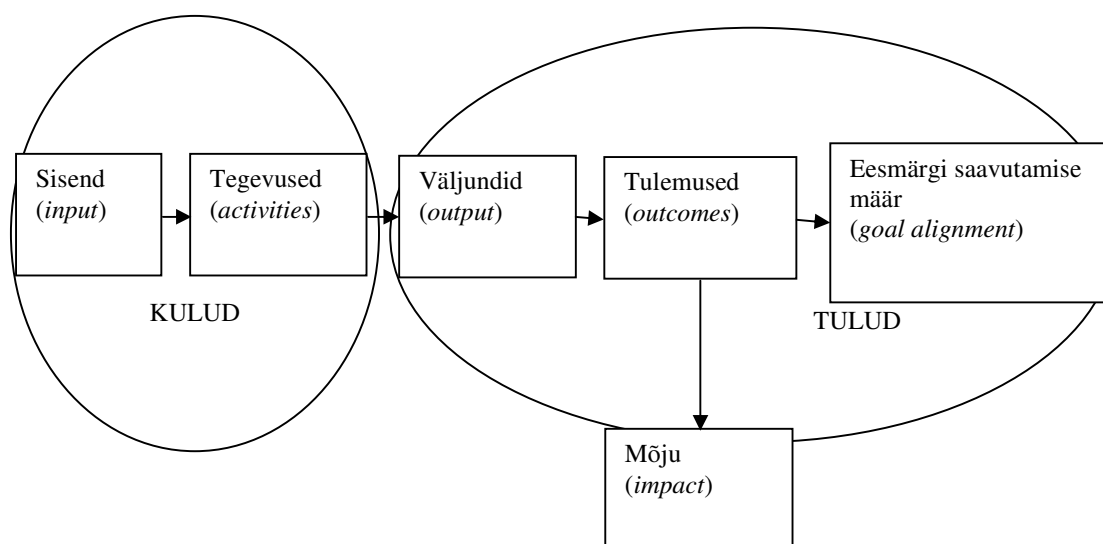 Sisend
(input)
Tegevused
(activities)
Väljundid
(output)
Tulemused
(outcomes)
Eesmärgi saavutamise
määr
(goal alignment)
KULUD
TULUD
Mõju
(impact)